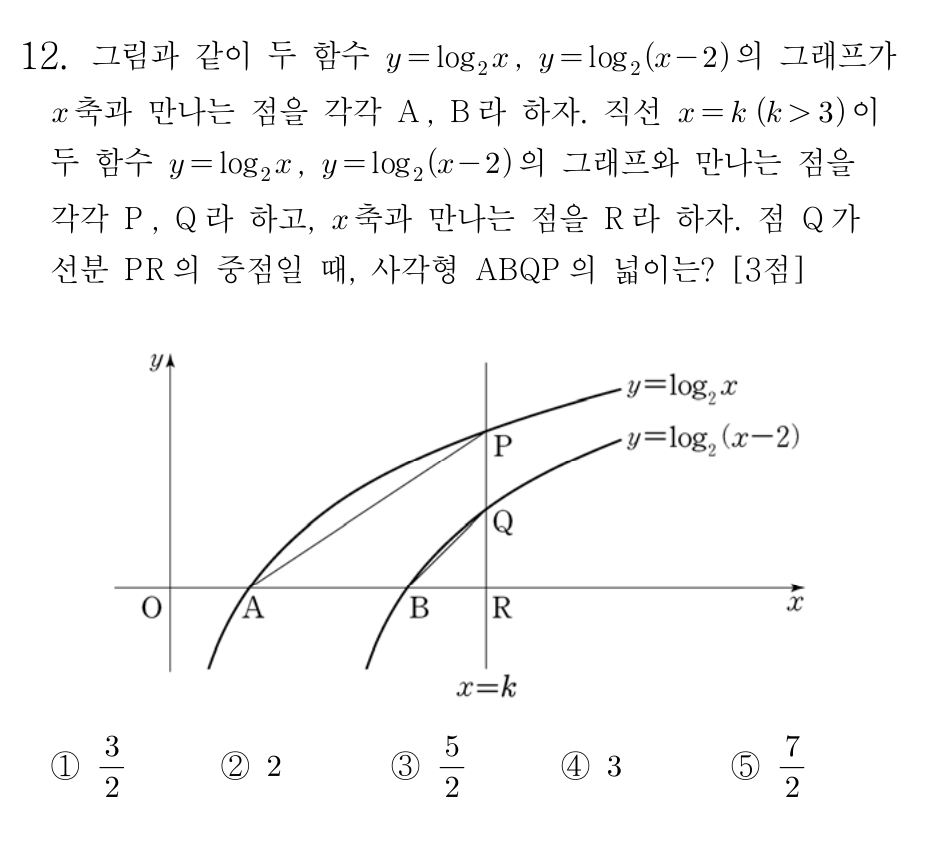 12. 그림과 같이 두 함수 y=log₂x, y=log₂(x-2)의 그래프가
x축과 만나는 점을 각각 A, B라 하자. 직선 x=k (k>3)이
두 함수 y=log₂x, y=log₂(x-2)의 그래프와 만나는 점을
각각 P, Q라 하고, x축과 만나는 점을 R라 하자. 점 Q가
선분 PR의 중점일 때, 사각형 ABQP의 넓이는? [3점]
y
y=log₂x
P
y=log₂(x-2)
Q
O A B R x
x=k
① 3/2 ② 2 ③ 5/2 ④ 3 ⑤ 7/2